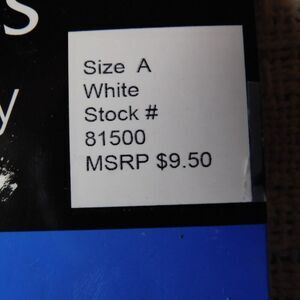 s
y
Size A
White
Stock #
81500
MSRP $9.50